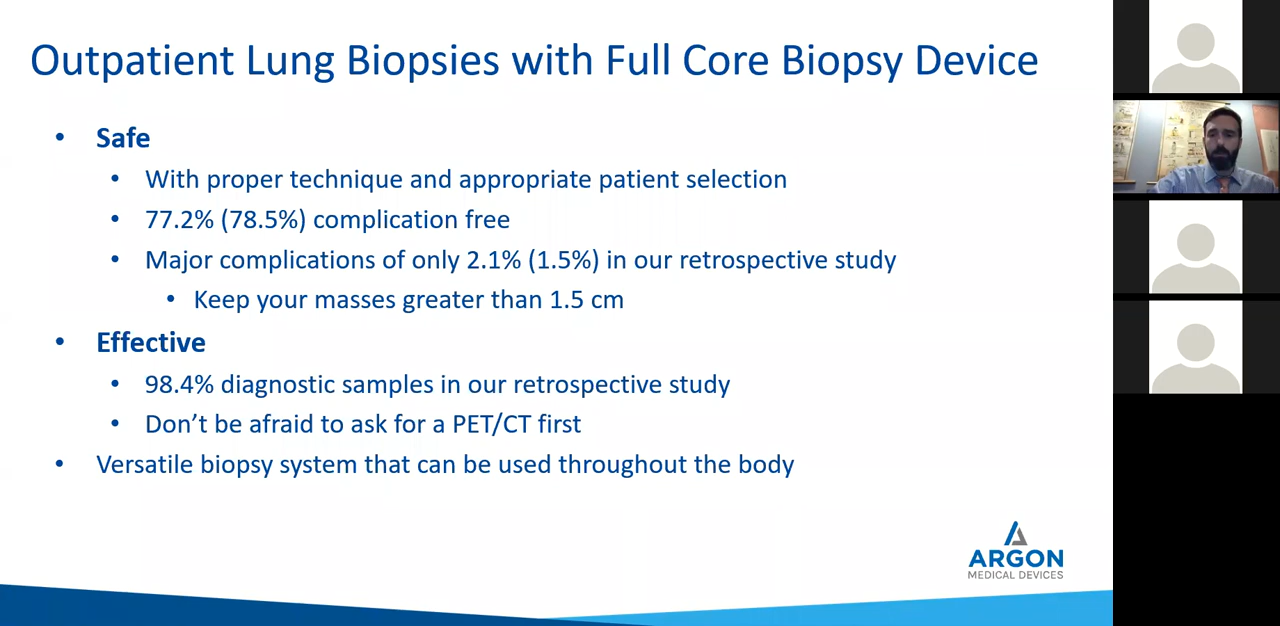 Outpatient Lung Biopsies with Full Core Biopsy Device
• Safe
• With proper technique and appropriate patient selection
• 77.2% (78.5%) complication free
• Major complications of only 2.1% (1.5%) in our retrospective study
• Keep your masses greater than 1.5 cm
• Effective
• 98.4% diagnostic samples in our retrospective study
• Don’t be afraid to ask for a PET/CT first
• Versatile biopsy system that can be used throughout the body
ARGON
MEDICAL DEVICES